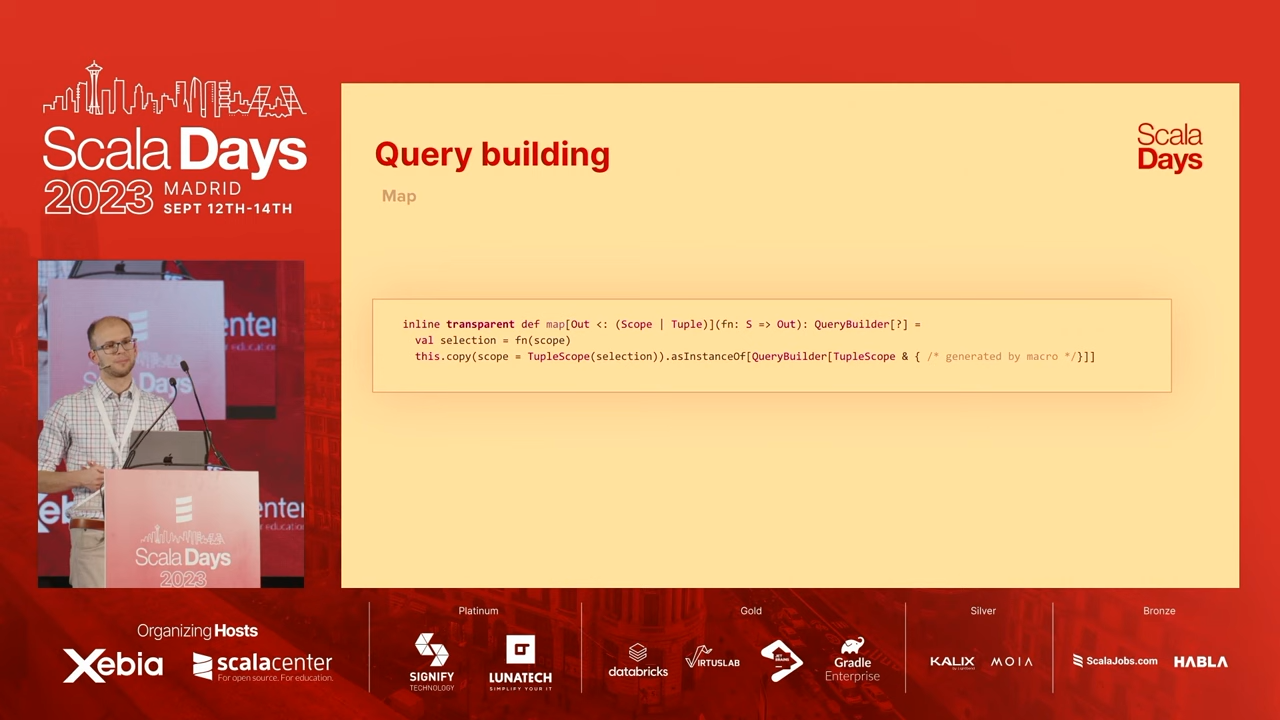 Scala Days
2023 MADRID
SEPT 12TH-14TH
Query building
Map
Scala
Days
inline transparent def map[Out <: (Scope | Tuple)](fn: S => Out): QueryBuilder[?] =
val selection = fn(scope)
this.copy(scope = TupleScope(selection)).asInstanceOf[QueryBuilder[TupleScope & { /* generated by macro */}]]
enter
Scala Days
2023
Organizing Hosts
Xebia
scalacenter
For open source. For education.
Platinum
SIGNIFY
TECHNOLOGY
LUNATECH
SIMPLIFY YOUR IT
Gold
databricks
VIRTUSLAB
JET
BRAINS
Gradle
Enterprise
Silver
KALIX
MOIA
Bronze
ScalaJobs.com
HABLA